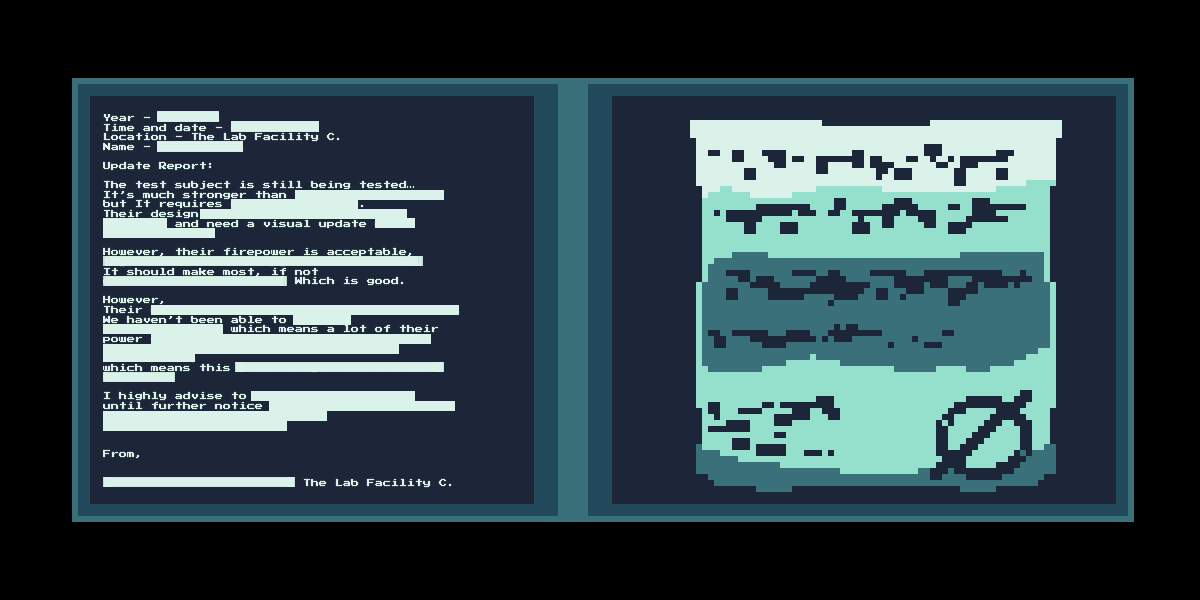 Year -
Time and date -
Location - The Lab Facility C.
Name -
Update Report:
The test subject is still being tested…
It's much stronger than
but It requires .
Their design
and need a visual update
However, their firepower is acceptable,
It should make most, if not
Which is good.
However,
Their
We haven't been able to
which means a lot of their
power
which means this
I highly advise to
until further notice
From,
The Lab Facility C.